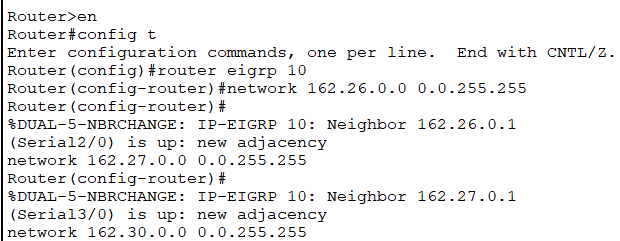 Router>en
Router#config t
Enter configuration commands, one per line.  End with CNTL/Z.
Router(config)#router eigrp 10
Router(config-router)#network 162.26.0.0 0.0.255.255
Router(config-router)#
%DUAL-5-NBRCHANGE: IP-EIGRP 10: Neighbor 162.26.0.1
(Serial2/0) is up: new adjacency
network 162.27.0.0 0.0.255.255
Router(config-router)#
%DUAL-5-NBRCHANGE: IP-EIGRP 10: Neighbor 162.27.0.1
(Serial3/0) is up: new adjacency
network 162.30.0.0 0.0.255.255